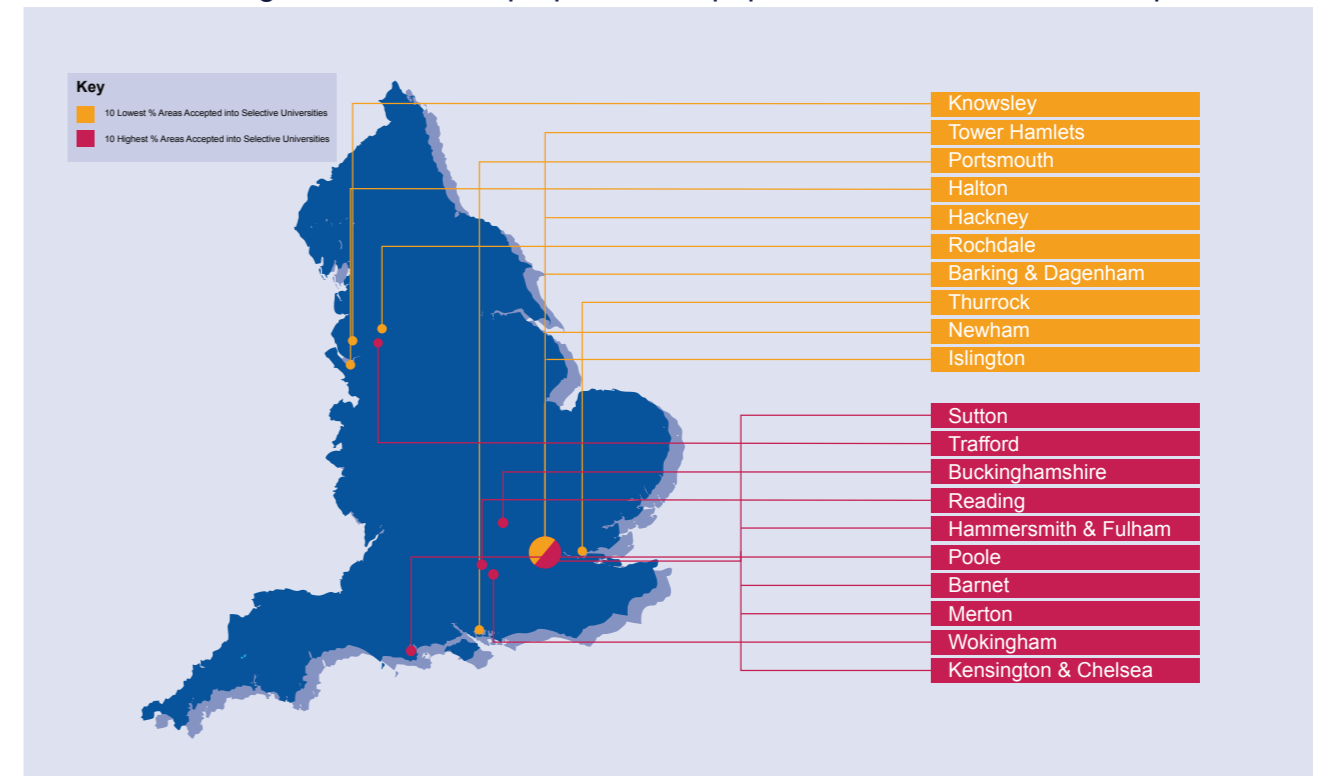 Key
10 Lowest % Areas Accepted into Selective Universities
10 Highest % Areas Accepted into Selective Universities
Knowsley
Tower Hamlets
Portsmouth
Halton
Hackney
Rochdale
Barking & Dagenham
Thurrock
Newham
Islington
Sutton
Trafford
Buckinghamshire
Reading
Hammersmith & Fulham
Poole
Barnet
Merton
Wokingham
Kensington & Chelsea